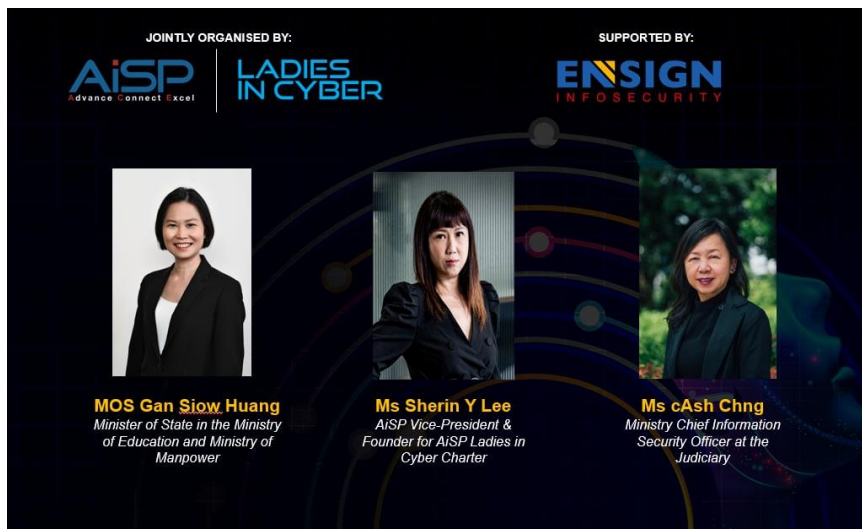 JOINTLY ORGANISED BY:
SUPPORTED BY:
AiSP
Advance Connect Excel
LADIES
IN CYBER
ENSIGN
INFOSECURITY
MOS Gan Siow Huang
Minister of State in the Ministry
of Education and Ministry of
Manpower
Ms Sherin Y Lee
AiSP Vice-President &
Founder for AiSP Ladies in
Cyber Charter
Ms cAsh Chng
Ministry Chief Information
Security Officer at the
Judiciary